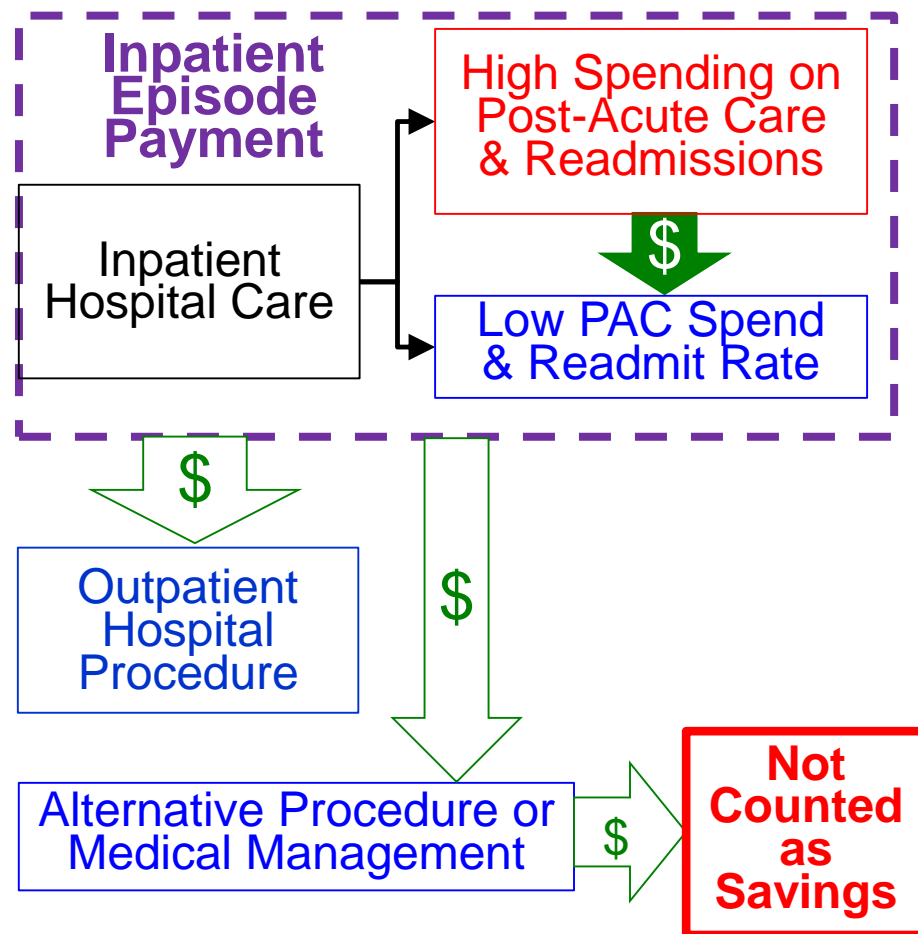 Inpatient
Episode
Payment
High Spending on
Post-Acute Care
& Readmissions
$
Inpatient
Hospital Care
Low PAC Spend
& Readmit Rate
$
$
Outpatient
Hospital
Procedure
Alternative Procedure or
Medical Management
$
Not
Counted
as
Savings